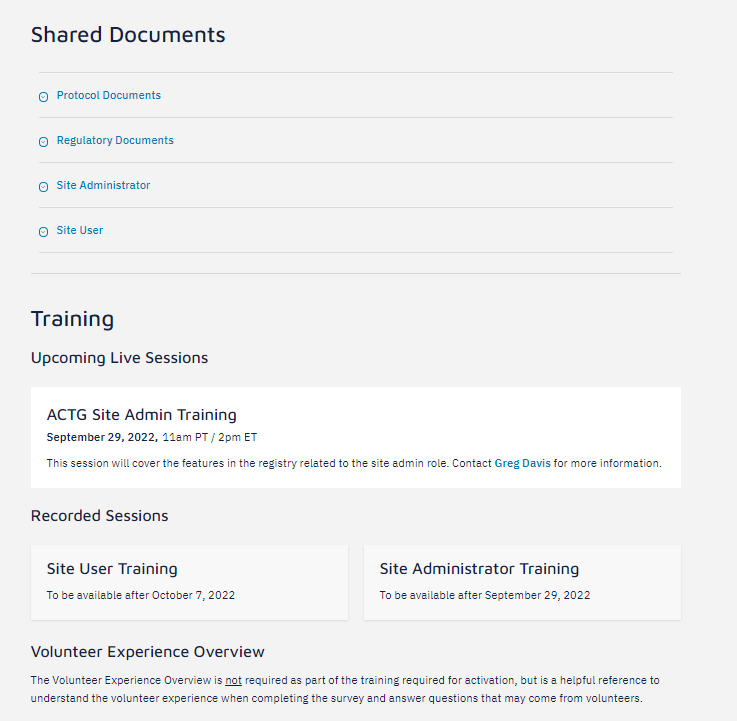 Shared Documents
Protocol Documents
Regulatory Documents
Site Administrator
Site User
Training
Upcoming Live Sessions
ACTG Site Admin Training
September 29, 2022, 11am PT / 2pm ET
This session will cover the features in the registry related to the site admin role. Contact Greg Davis for more information.
Recorded Sessions
Site User Training
To be available after October 7, 2022
Site Administrator Training
To be available after September 29, 2022
Volunteer Experience Overview
The Volunteer Experience Overview is not required as part of the training required for activation, but is a helpful reference to
understand the volunteer experience when completing the survey and answer questions that may come from volunteers.